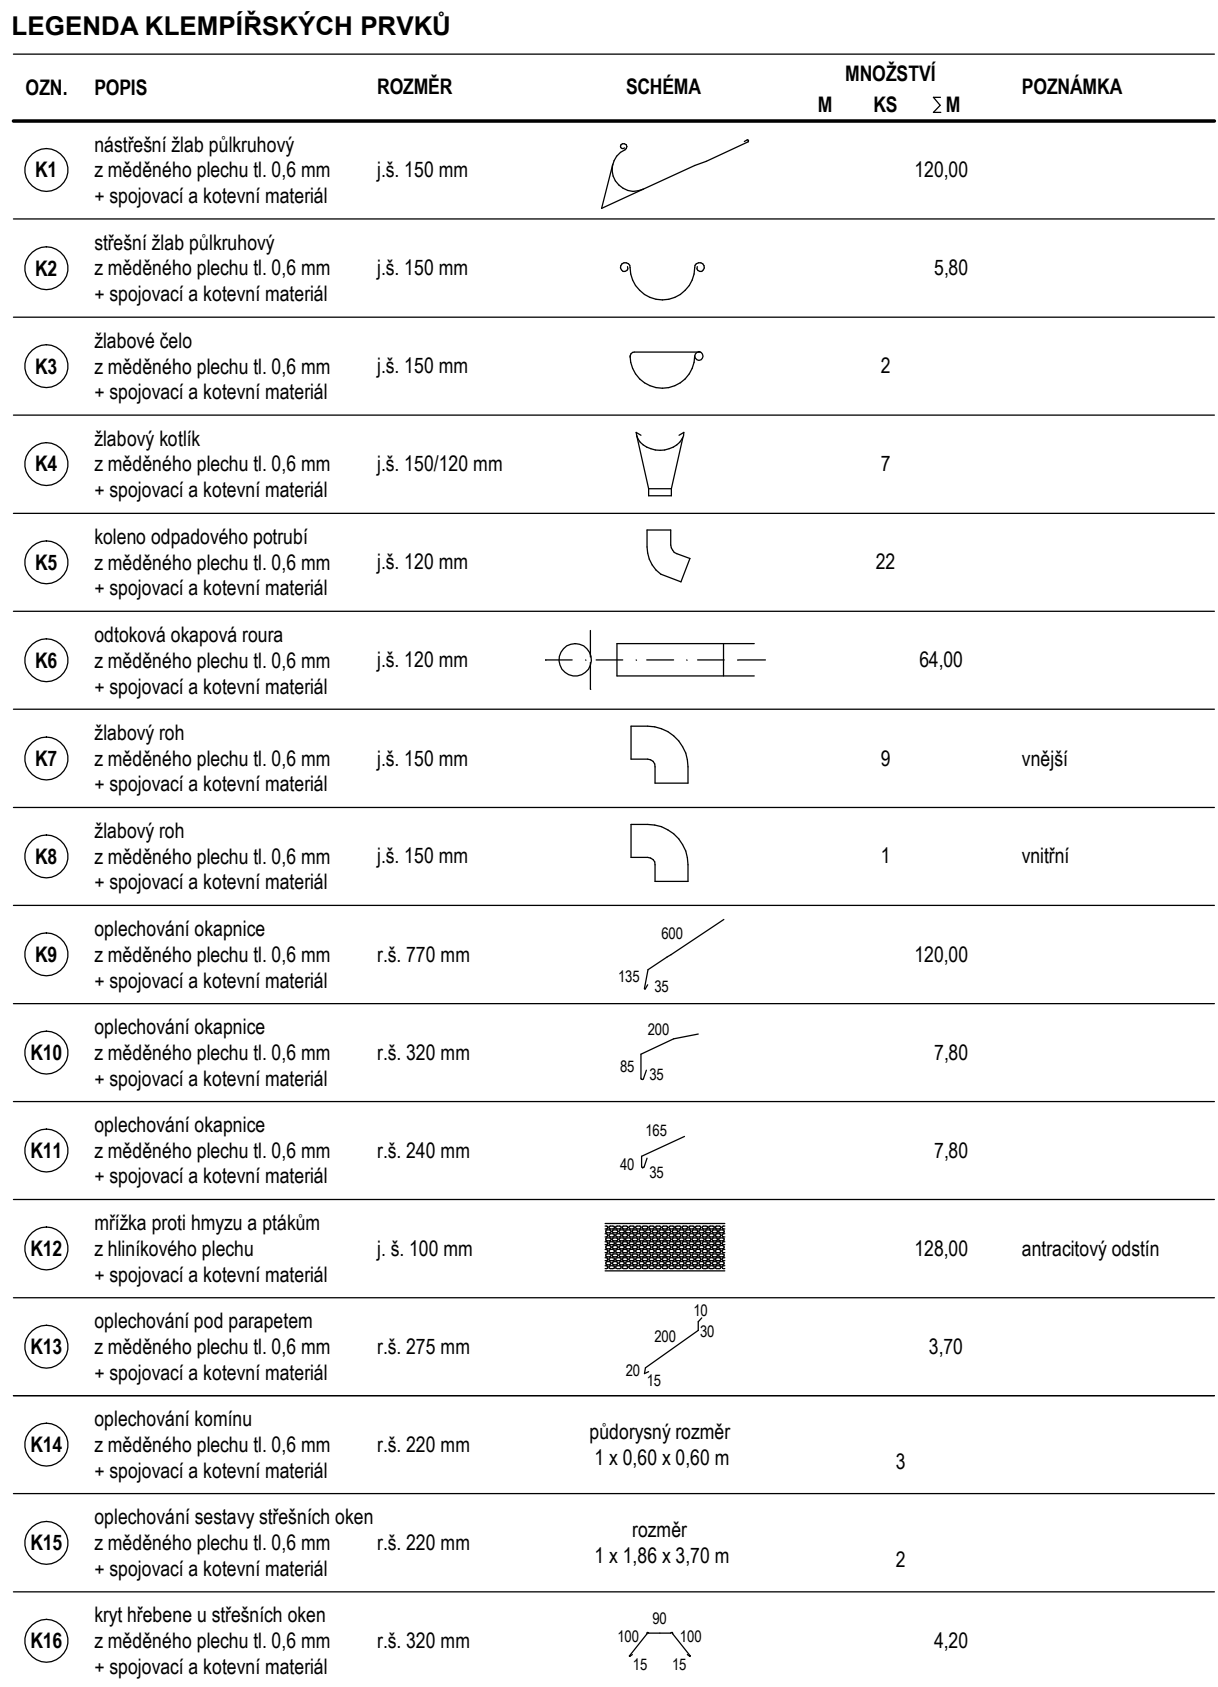 LEGENDA KLEMPÍŘSKÝCH PRVKŮ
OZN. POPIS ROZMĚR SCHÉMA MNOŽSTVÍ POZNÁMKA
M KS ∑M
nástřešní žlab půlkruhový
K1 z měděného plechu tl. 0,6 mm j.š. 150 mm 120,00
+ spojovací a kotevní materiál
střešní žlab půlkruhový
K2 z měděného plechu tl. 0,6 mm j.š. 150 mm 5,80
+ spojovací a kotevní materiál
žlabové čelo
K3 z měděného plechu tl. 0,6 mm j.š. 150 mm 2
+ spojovací a kotevní materiál
žlabový kotlík
K4 z měděného plechu tl. 0,6 mm j.š. 150/120 mm 7
+ spojovací a kotevní materiál
koleno odpadového potrubí
K5 z měděného plechu tl. 0,6 mm j.š. 120 mm 22
+ spojovací a kotevní materiál
odtoková okapová roura
K6 z měděného plechu tl. 0,6 mm j.š. 120 mm 64,00
+ spojovací a kotevní materiál
žlabový roh
K7 z měděného plechu tl. 0,6 mm j.š. 150 mm 9 vnější
+ spojovací a kotevní materiál
žlabový roh
K8 z měděného plechu tl. 0,6 mm j.š. 150 mm 1 vnitřní
+ spojovací a kotevní materiál
oplechování okapnice 600
K9 z měděného plechu tl. 0,6 mm r.š. 770 mm 120,00
+ spojovací a kotevní materiál 135 35
oplechování okapnice 200
K10 z měděného plechu tl. 0,6 mm r.š. 320 mm 7,80
+ spojovací a kotevní materiál 85 35
oplechování okapnice 165
K11 z měděného plechu tl. 0,6 mm r.š. 240 mm 7,80
+ spojovací a kotevní materiál 40 35
mřížka proti hmyzu a ptákům
K12 z hliníkového plechu j. š. 100 mm 128,00 antracitový odstín
+ spojovací a kotevní materiál
oplechování pod parapetem 10
K13 z měděného plechu tl. 0,6 mm r.š. 275 mm 200 30 3,70
+ spojovací a kotevní materiál 20 15
oplechování komínu půdorysný rozměr
K14 z měděného plechu tl. 0,6 mm r.š. 220 mm 1 x 0,60 x 0,60 m 3
+ spojovací a kotevní materiál
oplechování sestavy střešních oken rozměr
K15 z měděného plechu tl. 0,6 mm r.š. 220 mm 1 x 1,86 x 3,70 m 2
+ spojovací a kotevní materiál
kryt hřebene u střešních oken 90
K16 z měděného plechu tl. 0,6 mm r.š. 320 mm 100 100 4,20
+ spojovací a kotevní materiál 15 15